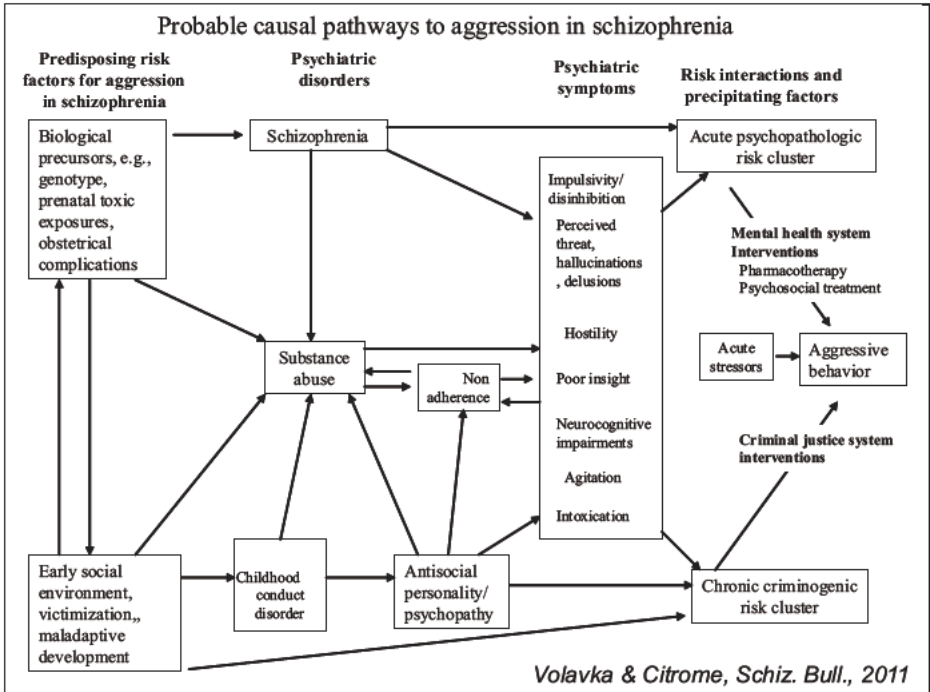 Probable causal pathways to aggression in schizophrenia
Predisposing risk
factors for aggression
in schizophrenia
Psychiatric
disorders
Psychiatric
symptoms
Risk interactions and
precipitating factors
Biological
precursors, e.g.,
genotype,
prenatal toxic
exposures,
obstetrical
complications
Schizophrenia
Acute psychopathologic
risk cluster
Impulsivity/
disinhibition
Perceived
threat,
hallucinations
, delusions
Hostility
Poor insight
Neurocognitive
impairments
Agitation
Intoxication
Mental health system
Interventions
Pharmacotherapy
Psychosocial treatment
Substance
abuse
Non
adherence
Acute
stressors
Aggressive
behavior
Criminal justice system
interventions
Early social
environment,
victimization,,
maladaptive
development
Childhood
conduct
disorder
Antisocial
personality/
psychopathy
Chronic criminogenic
risk cluster
Volavka & Citrome, Schiz. Bull., 2011